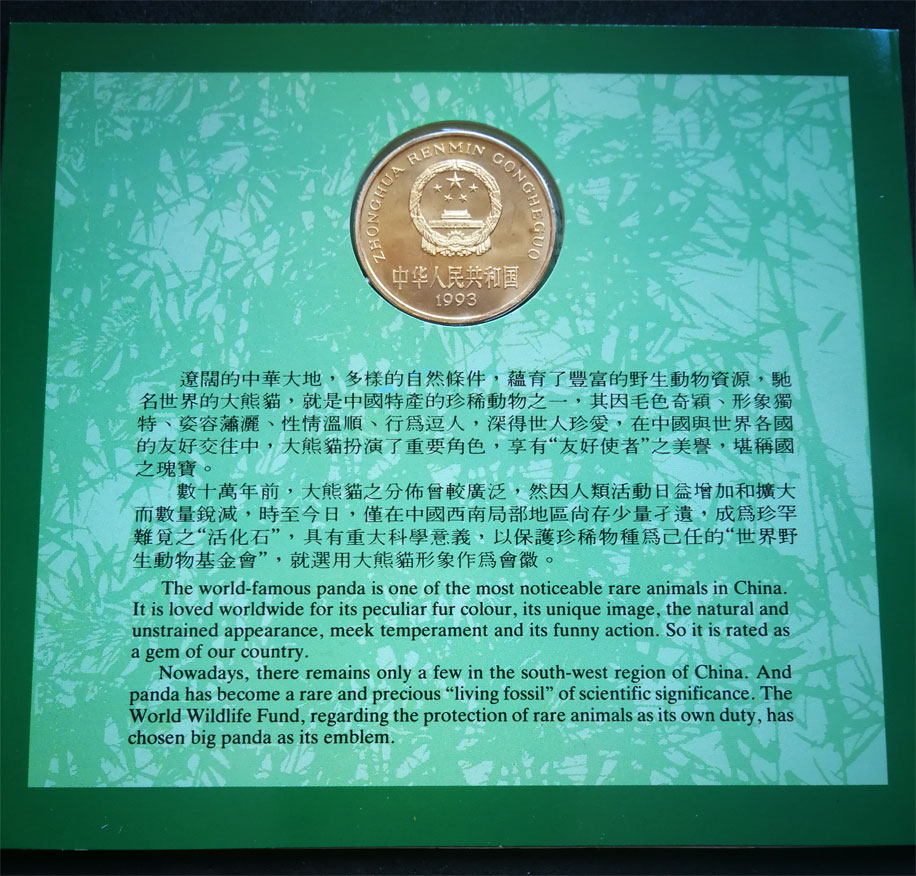 ZHONGHUA RENMIN GONGHEGUO
中华人民共和国
1993
遼闊的中華大地，多樣的自然條件，蘊育了豐富的野生動物資源，馳
名世界的大熊貓，就是中國特產的珍稀動物之一，其因毛色奇穎、形象獨
特、姿容瀟灑、性情溫順、行爲逗人，深得世人珍愛，在中國與世界各國
的友好交往中，大熊貓扮演了重要角色，享有“友好使者”之美譽，堪稱國
之瑰寶。
數十萬年前，大熊貓之分佈曾較廣泛，然因人類活動日益增加和擴大
而數量銳減，時至今日，僅在中國西南局部地區尚存少量孑遺，成爲珍罕
難覓之“活化石”，具有重大科學意義，以保護珍稀物種爲己任的“世界野
生動物基金會”，就選用大熊貓形象作爲會徽。
The world-famous panda is one of the most noticeable rare animals in China.
It is loved worldwide for its peculiar fur colour, its unique image, the natural and
unstrained appearance, meek temperament and its funny action. So it is rated as
a gem of our country.
Nowadays, there remains only a few in the south-west region of China. And
panda has become a rare and precious “living fossil” of scientific significance. The
World Wildlife Fund, regarding the protection of rare animals as its own duty, has
chosen big panda as its emblem.